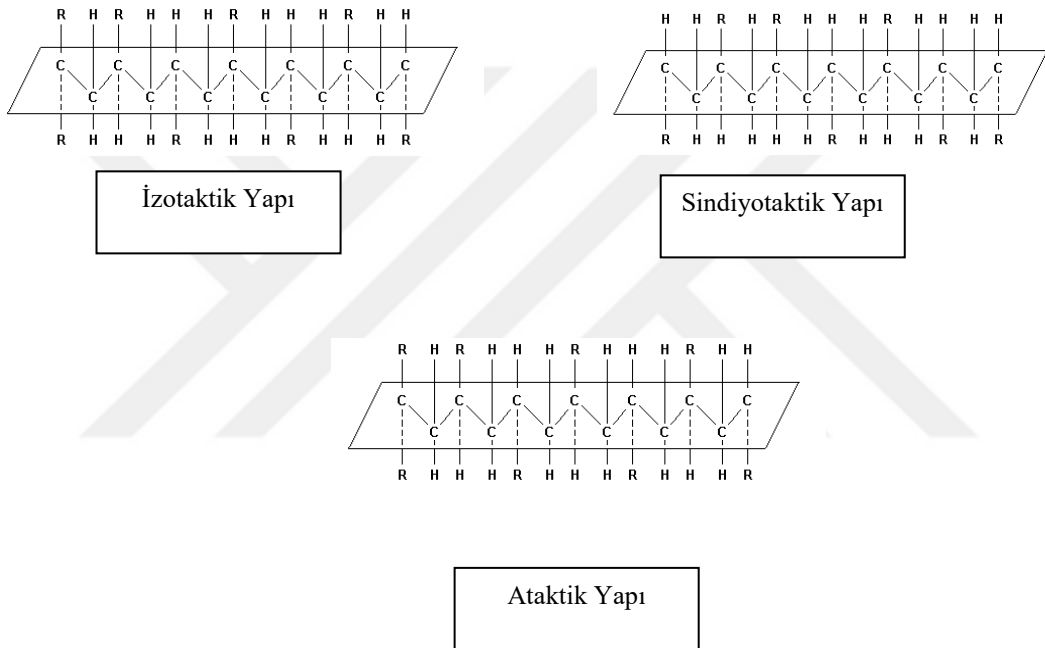 R H R H H H R H H H R H H
C C C C C C C
C C C C C C
R H H H R H H H R H H H R
İzotaktik Yapı
H H R H R H H H R H H H H
C C C C C C C
C C C C C C
R H H H H H R H H H R H R
Sindiyotaktik Yapı
R H R H H H R H H H R H H
C C C C C C C
C C C C C C
R H H H R H H H R H H H R
Ataktik Yapı